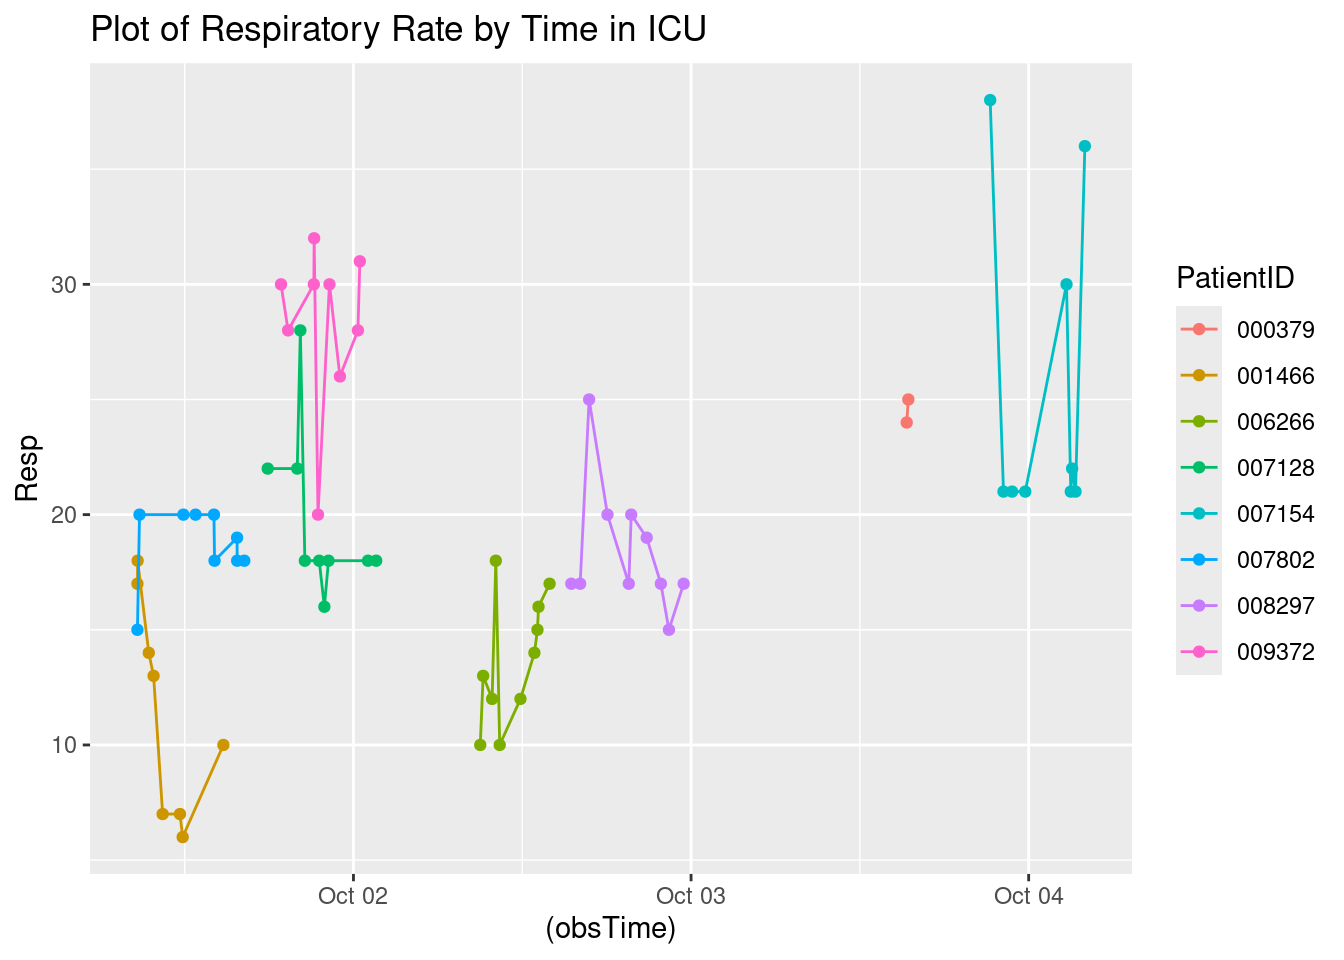 Plot of Respiratory Rate by Time in ICU
Resp
30
20
10
Oct 02
Oct 03
Oct 04
(obsTime)
PatientID
000379
001466
006266
007128
007154
007802
008297
009372